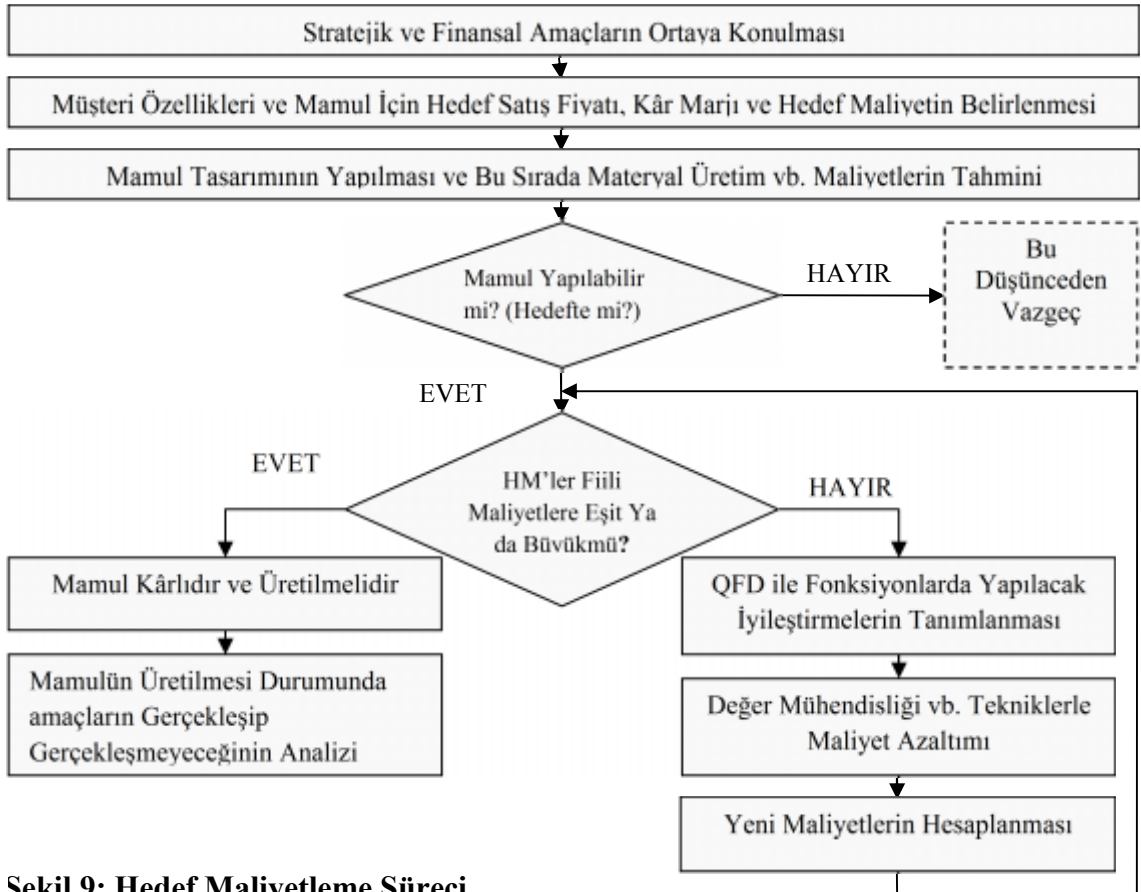 Stratejik ve Finansal Amaçların Ortaya Konulması
Müşteri Özellikleri ve Mamul İçin Hedef Satış Fiyatı, Kâr Marjı ve Hedef Maliyetin Belirlenmesi
Mamul Tasarımının Yapılması ve Bu Sırada Materyal Üretim vb. Maliyetlerin Tahmini
Mamul Yapılabilir
mi? (Hedefte mi?)
HAYIR
Bu
Düşünceden
Vazgeç
EVET
EVET
HM’ler Fiili
Maliyetlere Eşit Ya
da Büvükmü?
HAYIR
Mamul Kârlıdır ve Üretilmelidir
Mamulün Üretilmesi Durumunda
amaçların Gerçekleşip
Gerçekleşmeyeceğinin Analizi
QFD ile Fonksiyonlarda Yapılacak
İyileştirmelerin Tanımlanması
Değer Mühendisliği vb. Tekniklerle
Maliyet Azaltımı
Yeni Maliyetlerin Hesaplanması
Şekil 9: Hedef Maliyetleme Süreci